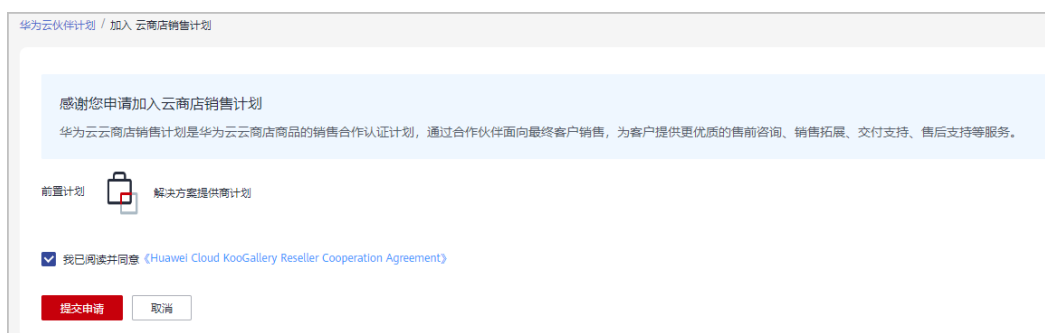 华为云伙伴计划 / 加入 云商店销售计划
感谢您申请加入云商店销售计划
华为云云商店销售计划是华为云云商店商品的销售合作认证计划，通过合作伙伴面向最终客户销售，为客户提供更优质的售前咨询、销售拓展、交付支持、售后支持等服务。
前置计划 解决方案提供商计划
我已阅读并同意《Huawei Cloud KooGallery Reseller Cooperation Agreement》
提交申请 取消